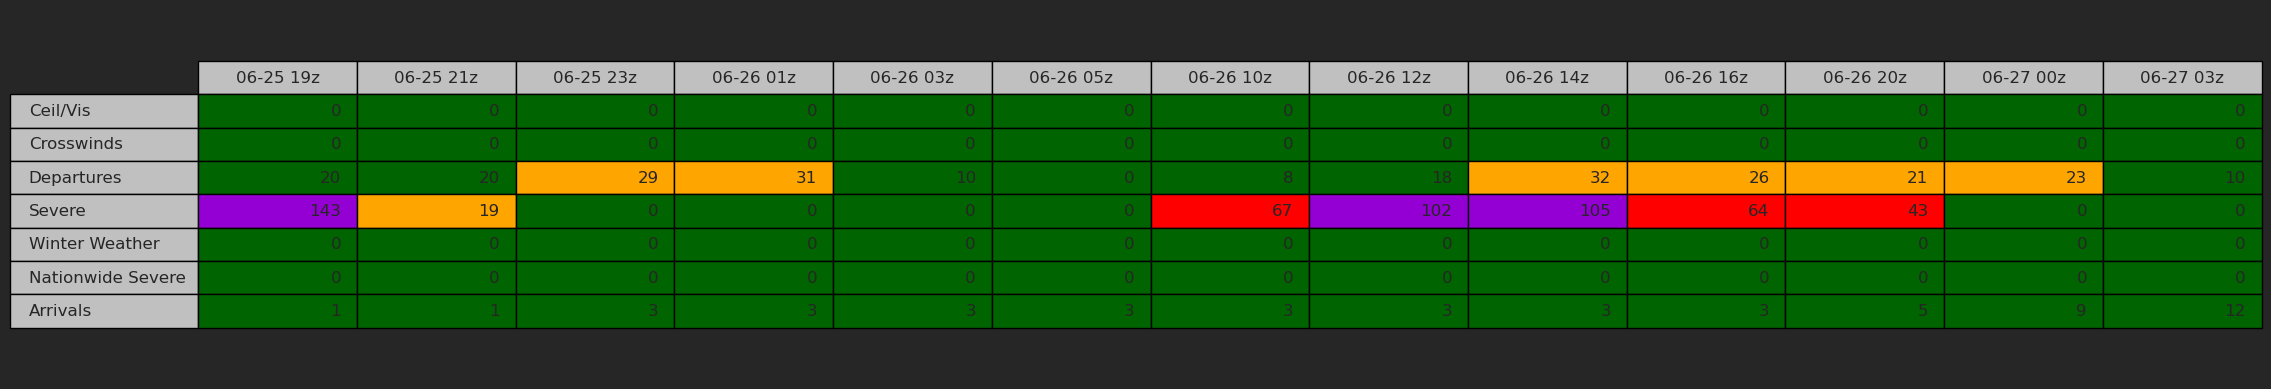 06-25 19z 06-25 21z 06-25 23z 06-26 01z 06-26 03z 06-26 05z 06-26 10z 06-26 12z 06-26 14z 06-26 16z 06-26 20z 06-27 00z 06-27 03z
Ceil/Vis 0 0 0 0 0 0 0 0 0 0 0 0 0
Crosswinds 0 0 0 0 0 0 0 0 0 0 0 0 0
Departures 20 20 29 31 10 0 8 18 32 26 21 23 10
Severe 143 19 0 0 0 0 67 102 105 64 43 0 0
Winter Weather 0 0 0 0 0 0 0 0 0 0 0 0 0
Nationwide Severe 0 0 0 0 0 0 0 0 0 0 0 0 0
Arrivals 1 1 3 3 3 3 3 3 3 3 5 9 12